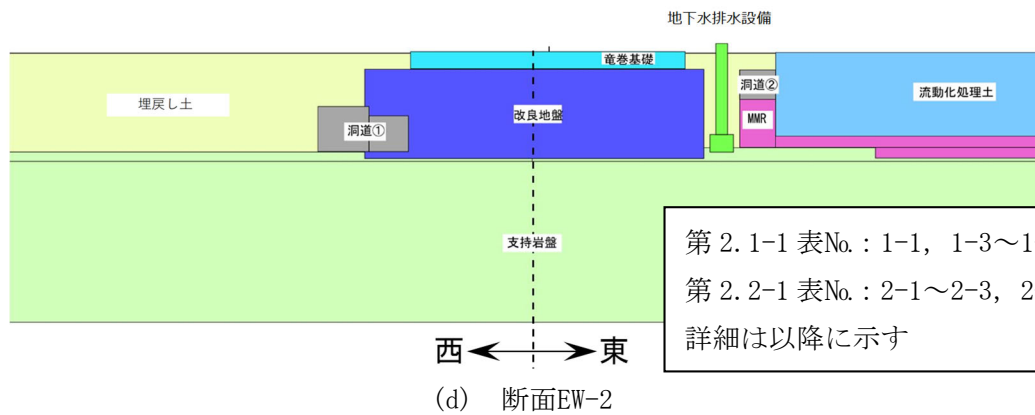 地下水排水設備
竜巻基礎
洞道②
埋戻し土
流動化処理土
改良地盤
MMR
洞道①
支持岩盤
第 2.1-1 表№：1-1, 1-3～1
第 2.2-1 表№：2-1～2-3, 2
詳細は以降に示す
西 東
(d) 断面EW-2